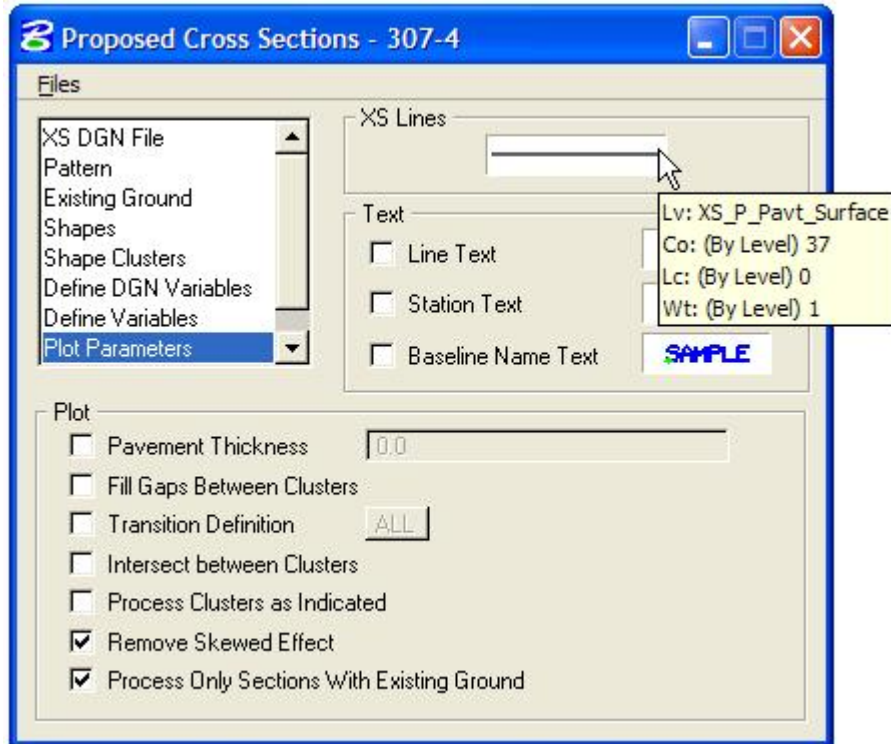 Proposed Cross Sections - 307-4
Files
XS DGN File
Pattern
Existing Ground
Shapes
Shape Clusters
Define DGN Variables
Define Variables
Plot Parameters
XS Lines
Lv: XS_P_Pavt_Surface
Co: (By Level) 37
Lc: (By Level) 0
Wt: (By Level) 1
Text
Line Text
Station Text
Baseline Name Text SAMPLE
Plot
Pavement Thickness 0.0
Fill Gaps Between Clusters
Transition Definition ALL
Intersect between Clusters
Process Clusters as Indicated
Remove Skewed Effect
Process Only Sections With Existing Ground